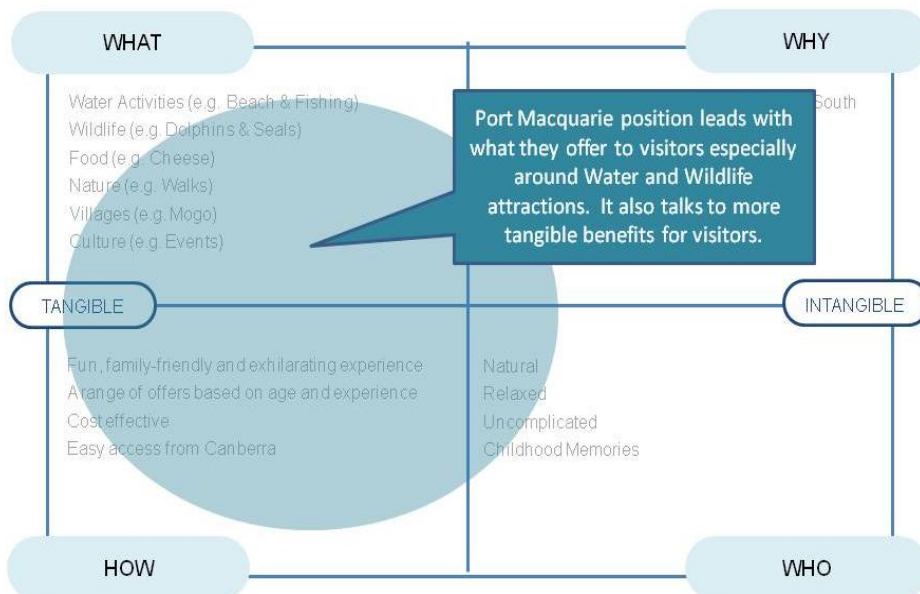 WHAT
WHY
Water Activities (e.g. Beach & Fishing)
Wildlife (e.g. Dolphins & Seals)
Food (e.g. Cheese)
Nature (e.g. Walks)
Villages (e.g. Mogo)
Culture (e.g. Events)
South
Port Macquarie position leads with
what they offer to visitors especially
around Water and Wildlife
attractions. It also talks to more
tangible benefits for visitors.
TANGIBLE
INTANGIBLE
Fun, family-friendly and exhilarating experience
Arange of offers based on age and experience
Cost effective
Easy access from Canberra
Natural
Relaxed
Uncomplicated
Childhood Memories
HOW
WHO